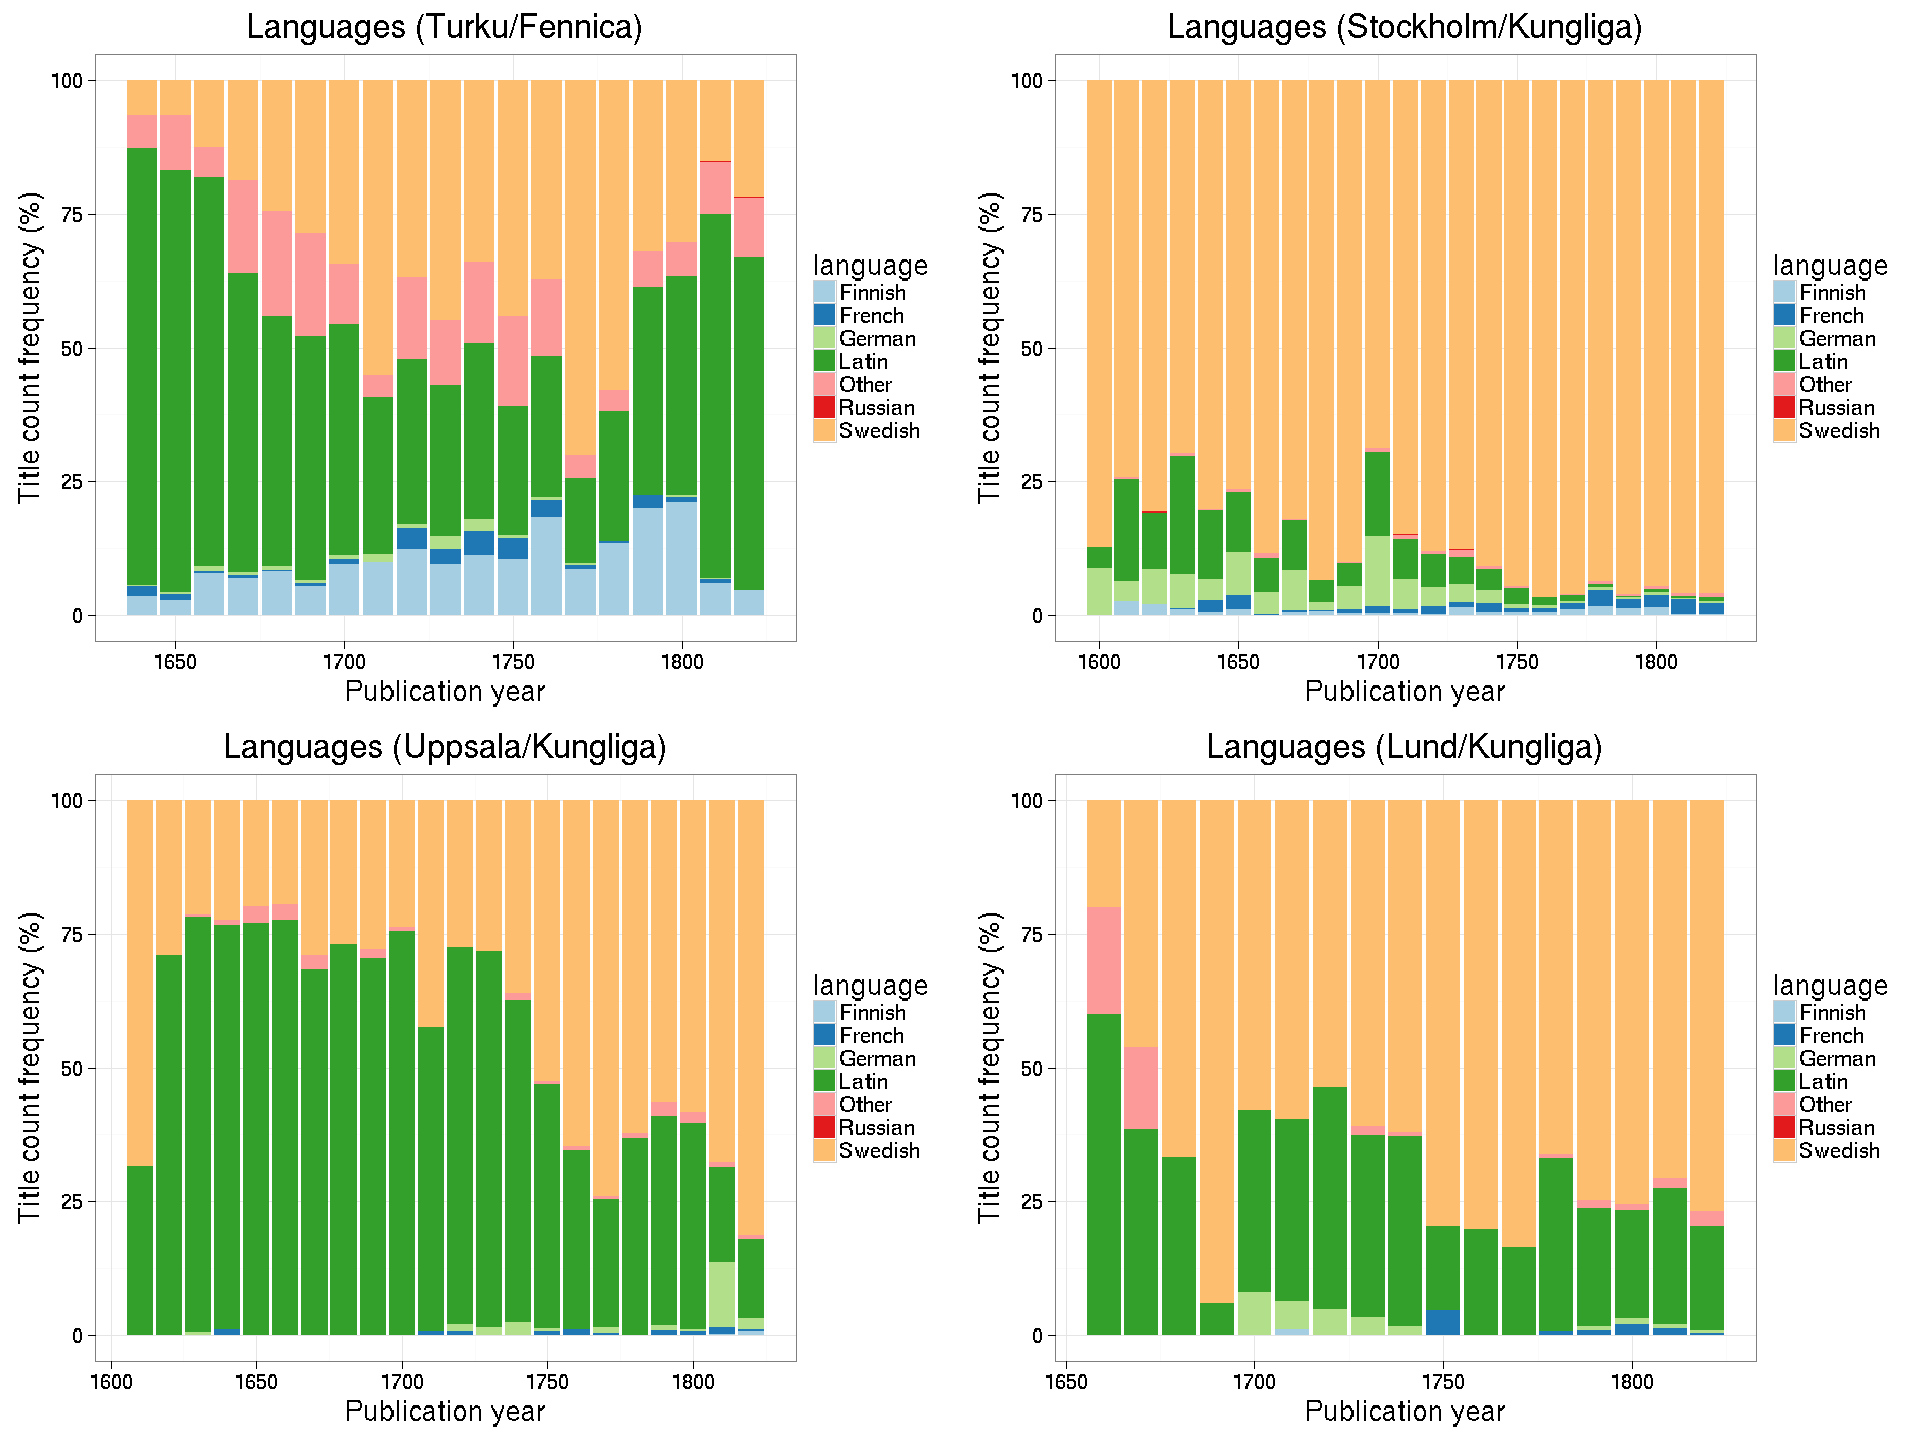 Languages (Turku/Fennica)
100
75
50
25
0
Title count frequency (%)
1650
1700
1750
1800
Publication year
language
Finnish
French
German
Latin
Other
Russian
Swedish
Languages (Stockholm/Kungliga)
100
75
50
25
0
Title count frequency (%)
1600
1650
1700
1750
1800
Publication year
language
Finnish
French
German
Latin
Other
Russian
Swedish
Languages (Uppsala/Kungliga)
100
75
50
25
0
Title count frequency (%)
1600
1650
1700
1750
1800
Publication year
language
Finnish
French
German
Latin
Other
Russian
Swedish
Languages (Lund/Kungliga)
100
75
50
25
0
Title count frequency (%)
1650
1700
1750
1800
Publication year
language
Finnish
French
German
Latin
Other
Russian
Swedish